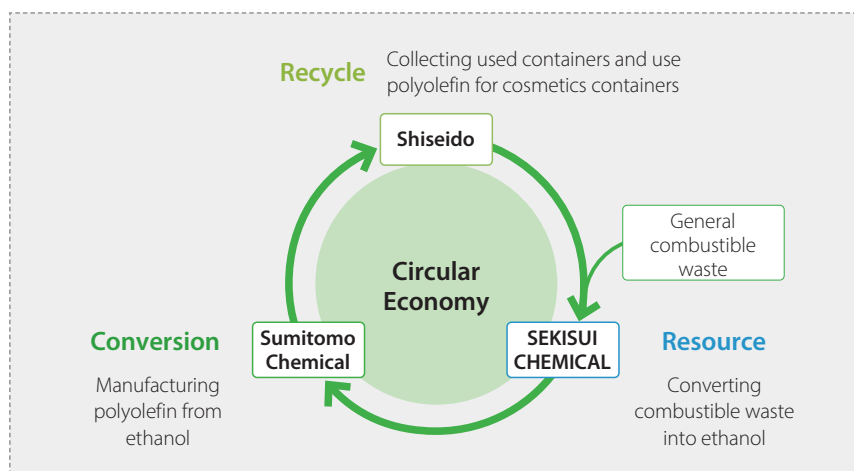 Recycle
Collecting used containers and use
polyolefin for cosmetics containers
Shiseido
General
combustible
waste
Circular
Economy
Conversion
Sumitomo
Chemical
SEKISUI
CHEMICAL
Resource
Manufacturing
polyolefin from
ethanol
Converting
combustible waste
into ethanol